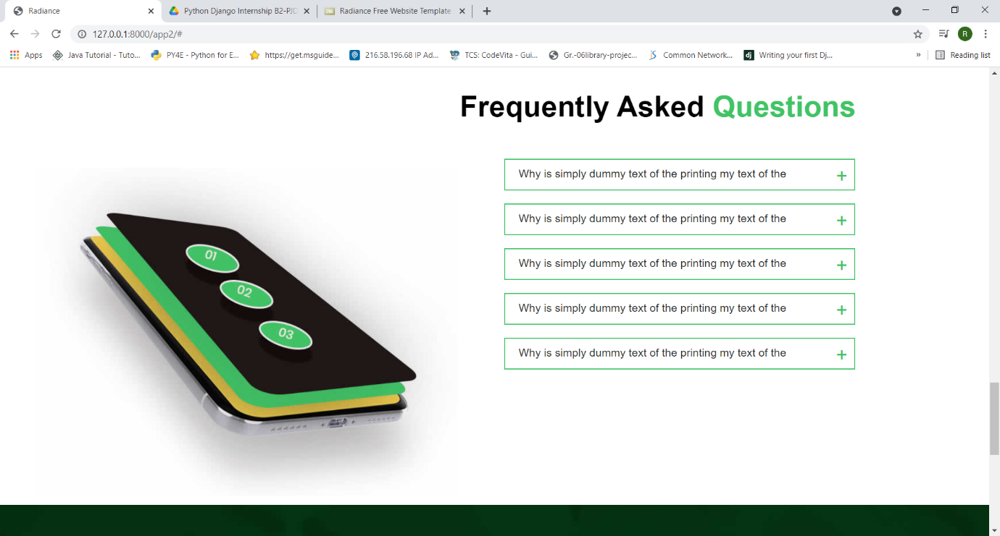 Radiance
Python Django Internship B2-PJD
Radiance Free Website Template
127.0.0.1:8000/app2/#
R
Apps
Java Tutorial - Tuto...
PY4E - Python for E...
https://get.msguide...
216.58.196.68 IP Ad...
TCS: CodeVita - Gui...
Gr.-06library-projec...
Common Network...
dj
Writing your first Dj...
»
Reading list
Frequently Asked Questions
Why is simply dummy text of the printing my text of the
+
Why is simply dummy text of the printing my text of the
+
Why is simply dummy text of the printing my text of the
+
Why is simply dummy text of the printing my text of the
+
Why is simply dummy text of the printing my text of the
+
01
02
03